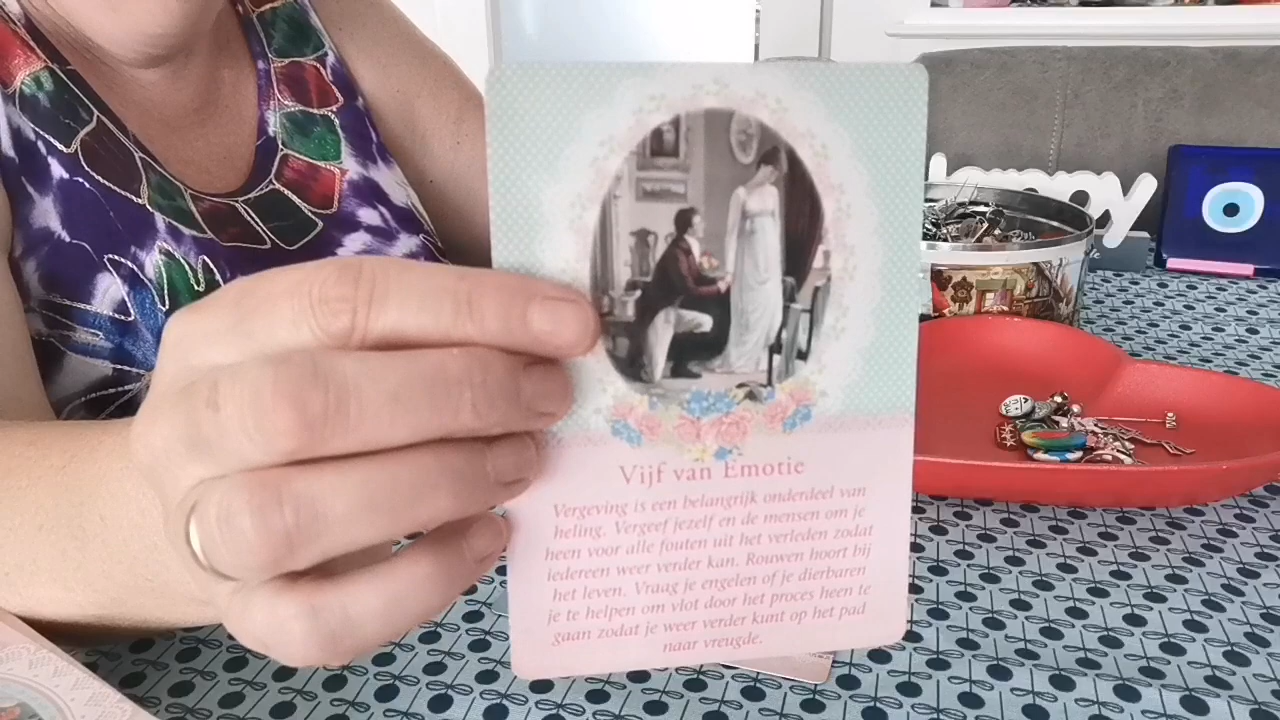 happy
Vijf van Emotie
Vergeving is een belangrijk onderdeel van
heling. Vergeef jezelf en de mensen om je
heen voor alle fouten uit het verleden zodat
iedereen weer verder kan. Rouwen hoort bij
het leven. Vraag je engelen of je dierbaren
je te helpen om vlot door het proces heen te
gaan zodat je weer verder kunt op het pad
naar vreugde.